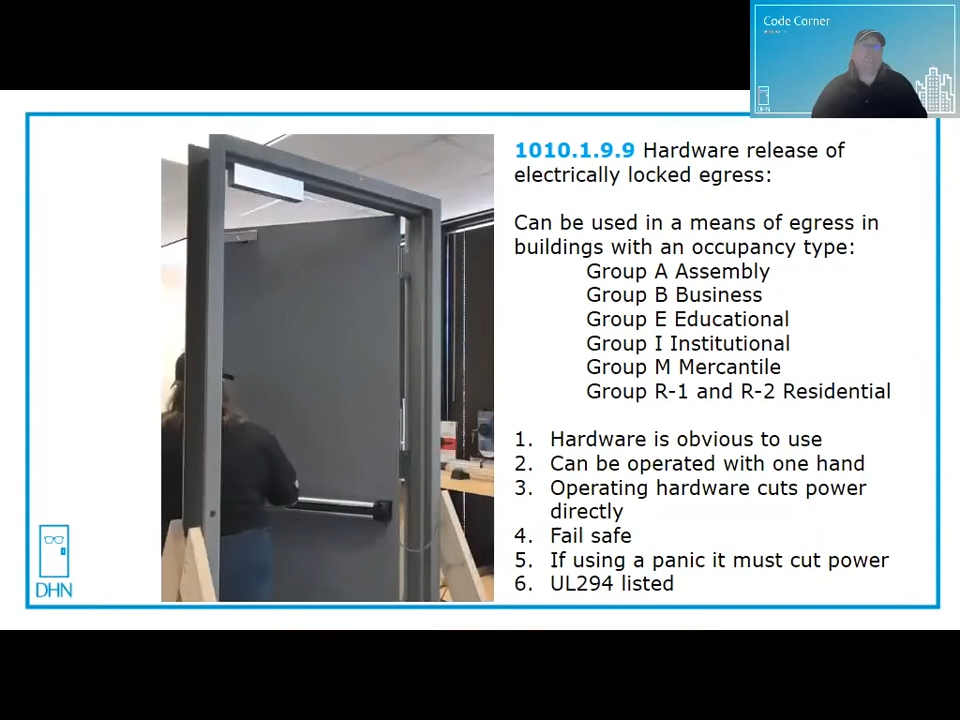 Code Corner
DHN
1010.1.9.9 Hardware release of
electrically locked egress:
Can be used in a means of egress in
buildings with an occupancy type:
Group A Assembly
Group B Business
Group E Educational
Group I Institutional
Group M Mercantile
Group R-1 and R-2 Residential
1. Hardware is obvious to use
2. Can be operated with one hand
3. Operating hardware cuts power
directly
4. Fail safe
5. If using a panic it must cut power
6. UL294 listed
DHN